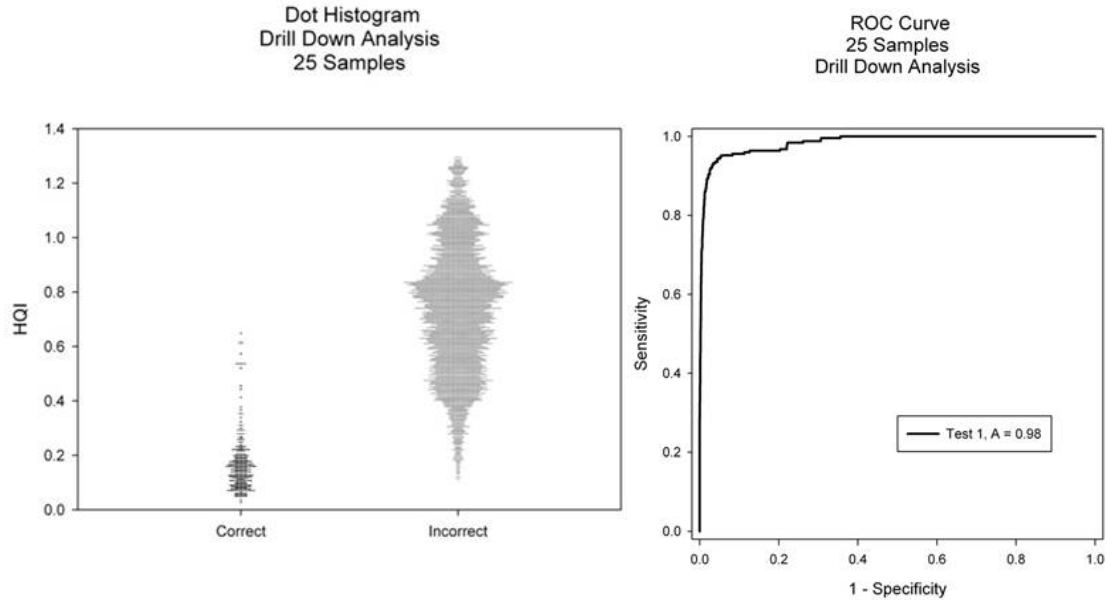 Dot Histogram
Drill Down Analysis
25 Samples
HQI
1.4
1.2
1.0
0.8
0.6
0.4
0.2
0.0
Correct
Incorrect
ROC Curve
25 Samples
Drill Down Analysis
Sensitivity
1.0
0.8
0.6
0.4
0.2
0.0
Test 1, A = 0.98
0.0 0.2 0.4 0.6 0.8 1.0
1 - Specificity